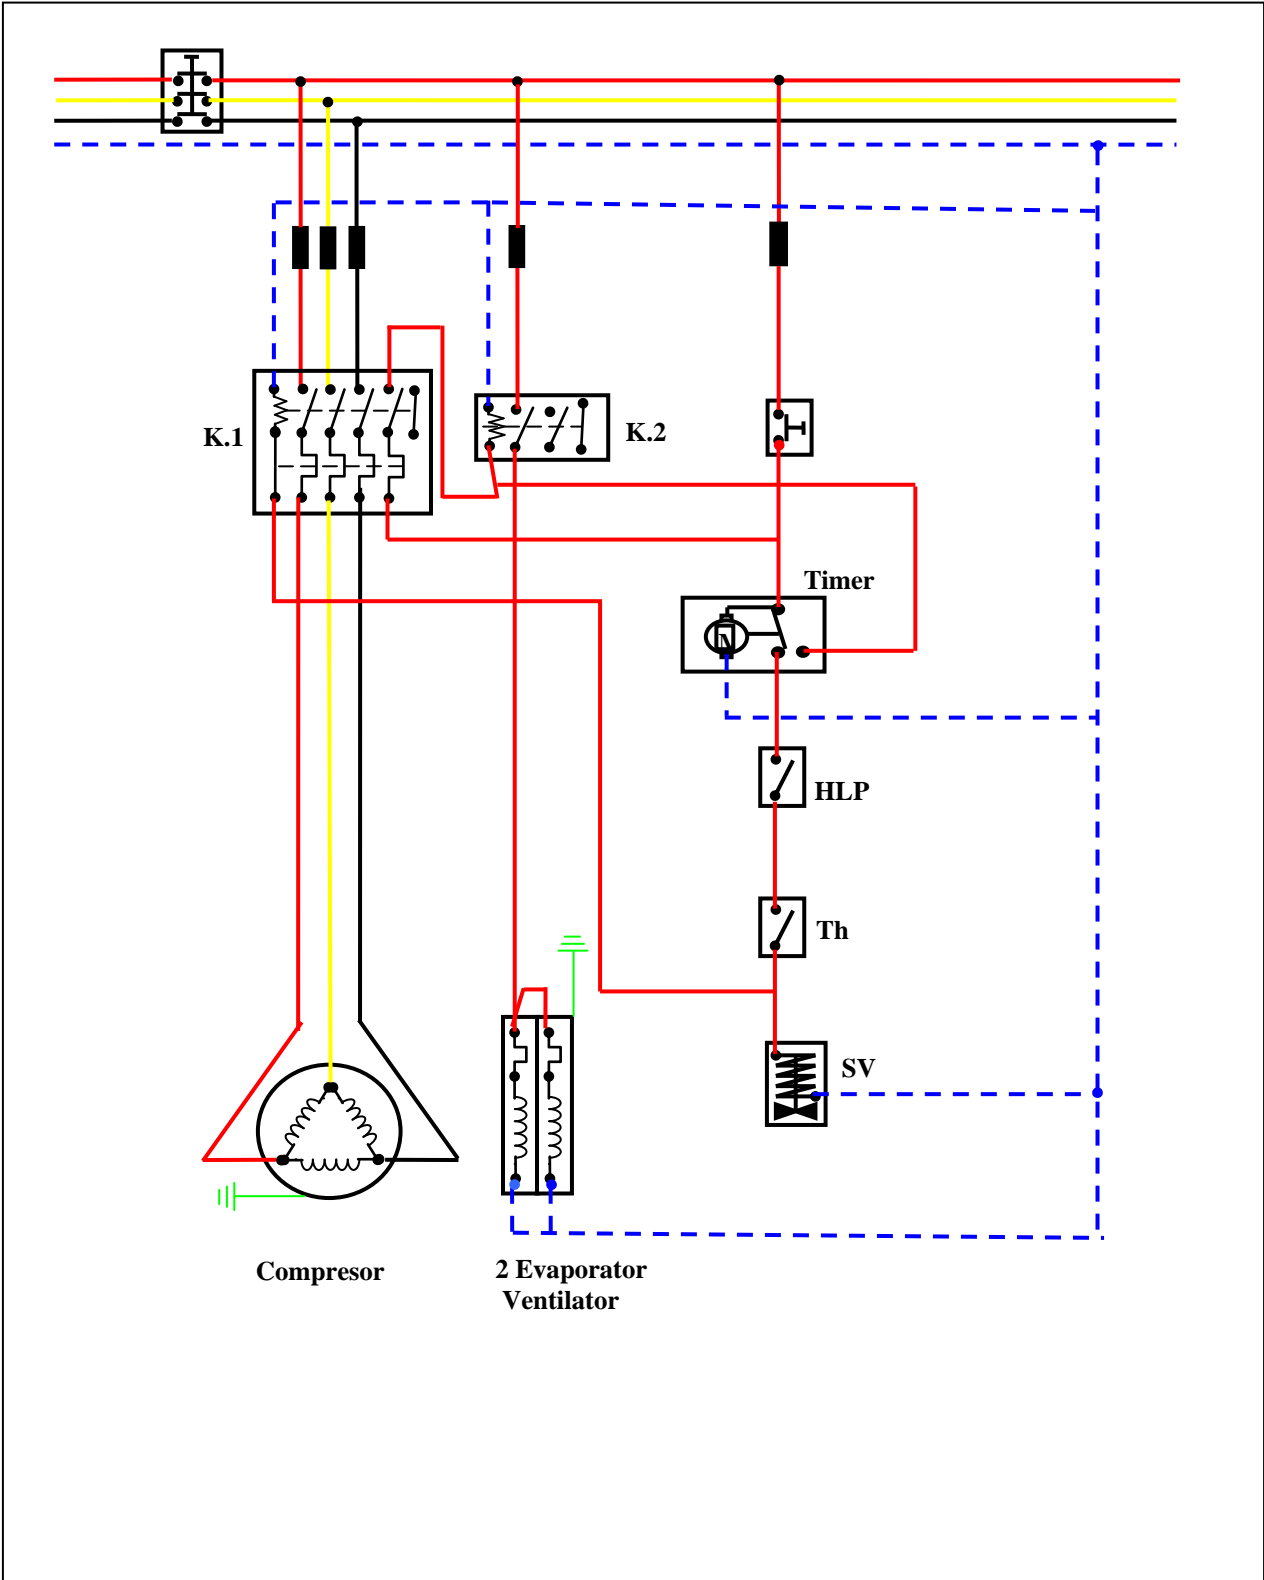 K.1
K.2
Timer
M
HLP
Th
SV
Compresor
2 Evaporator
Ventilator